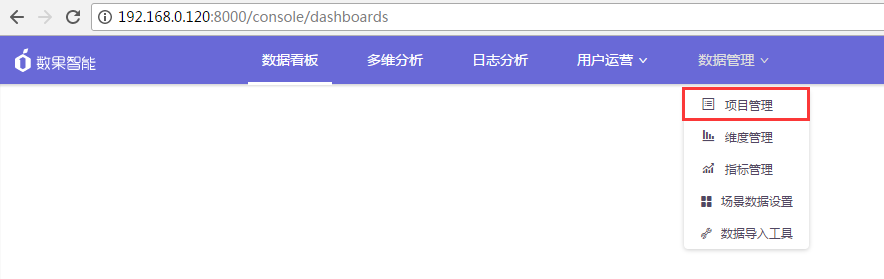 192.168.0.120:8000/console/dashboards
数果智能 数据看板 多维分析 日志分析 用户运营 数据管理
项目管理
维度管理
指标管理
场景数据设置
数据导入工具